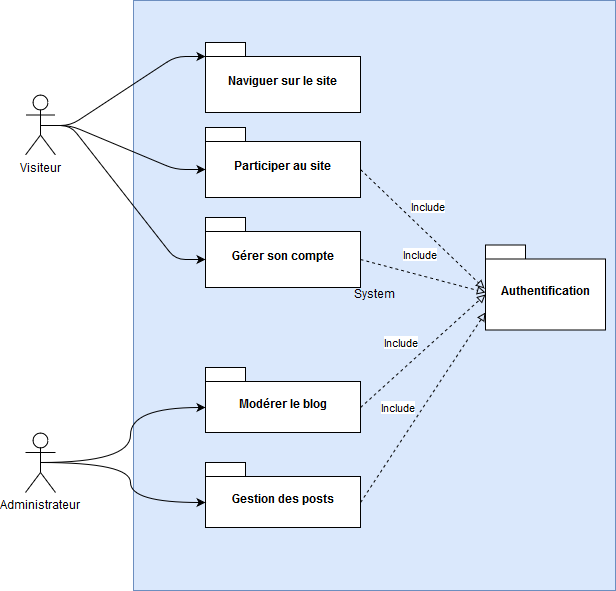 Naviguer sur le site
Visiteur
Participer au site
Include
Gérer son compte
Include
System
Authentification
Include
Modérer le blog
Include
Administrateur
Gestion des posts